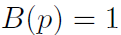 B(p) = 1